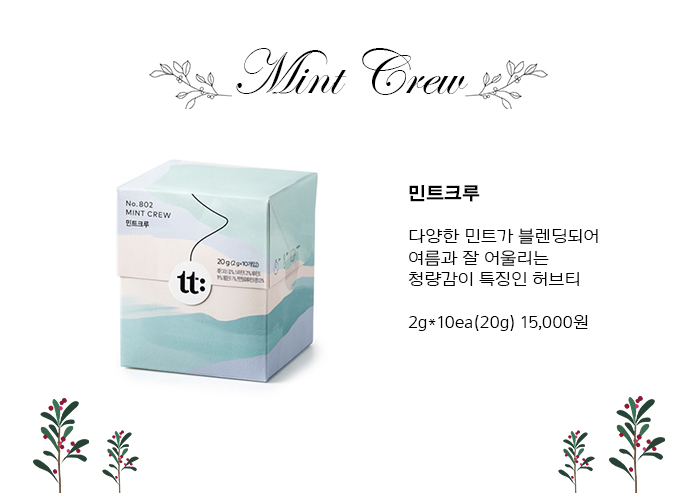 Mint Crew
No. 802
MINT CREW
민트크루
20 g (2g×10개입)
tt:
민트크루
다양한 민트가 블렌딩되어
여름과 잘 어울리는
청량감이 특징인 허브티
2g*10ea(20g) 15,000원